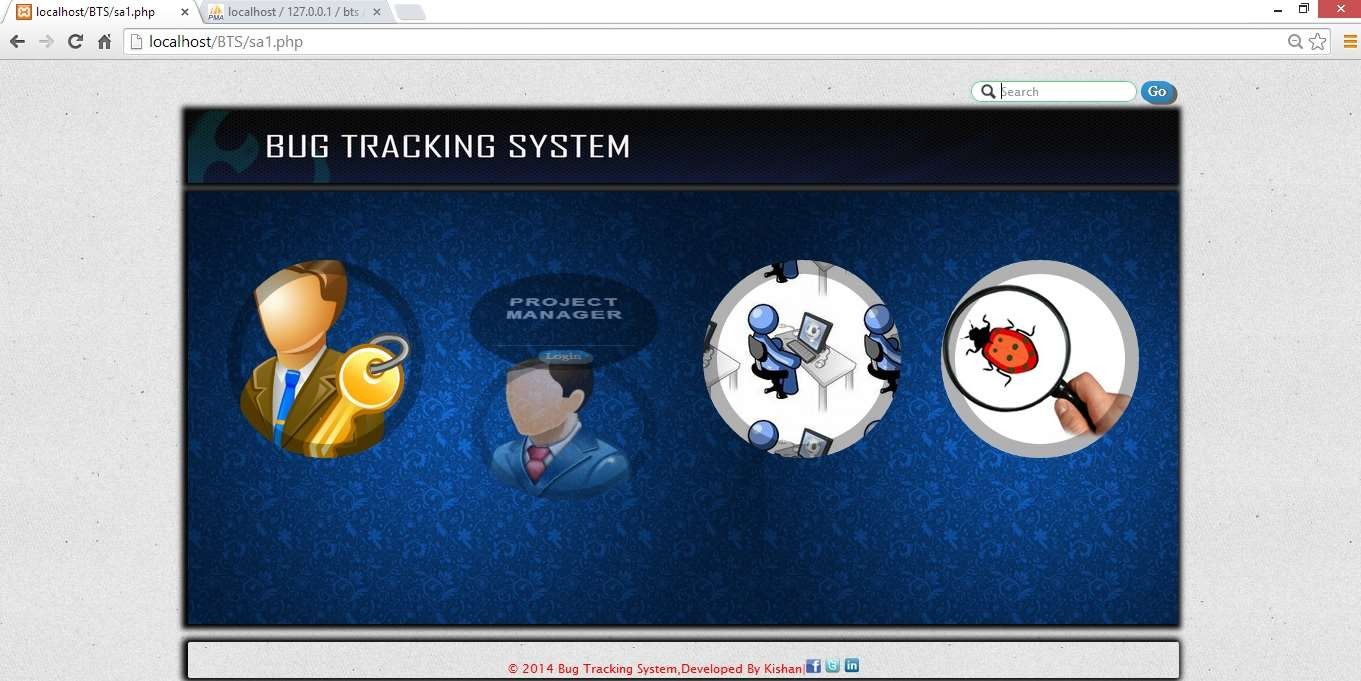 localhost/BTS/sa1.php
localhost / 127.0.0.1 / bts
localhost/BTS/sa1.php
Search
Go
BUG TRACKING SYSTEM
PROJECT
MANAGER
Login
© 2014 Bug Tracking System,Developed By Kishan|